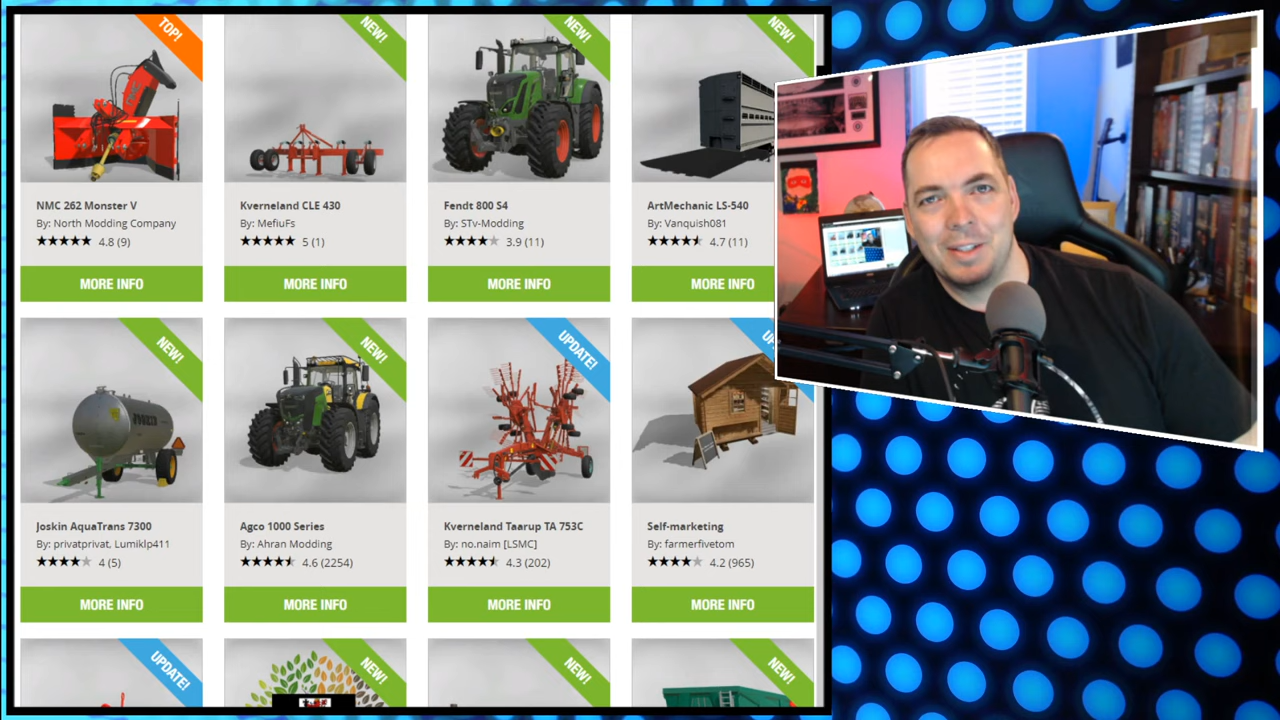 TOP!
NEW!
NEW!
NEW!
NMC 262 Monster V
By: North Modding Company
4.8 (9)
MORE INFO
Kverneland CLE 430
By: MefiuFs
5 (1)
MORE INFO
Fendt 800 S4
By: STv-Modding
3.9 (11)
MORE INFO
ArtMechanic LS-540
By: Vanquish081
4.7 (11)
MORE INFO
NEW!
NEW!
UPDATE!
Joskin AquaTrans 7300
By: privatprivat, Lumiklp411
4 (5)
MORE INFO
Agco 1000 Series
By: Ahran Modding
4.6 (2254)
MORE INFO
Kverneland Taarup TA 753C
By: no.naim [LSMC]
4.3 (202)
MORE INFO
Self-marketing
By: farmerfivetom
4.2 (965)
MORE INFO
UPDATE!
NEW!
NEW!
NEW!